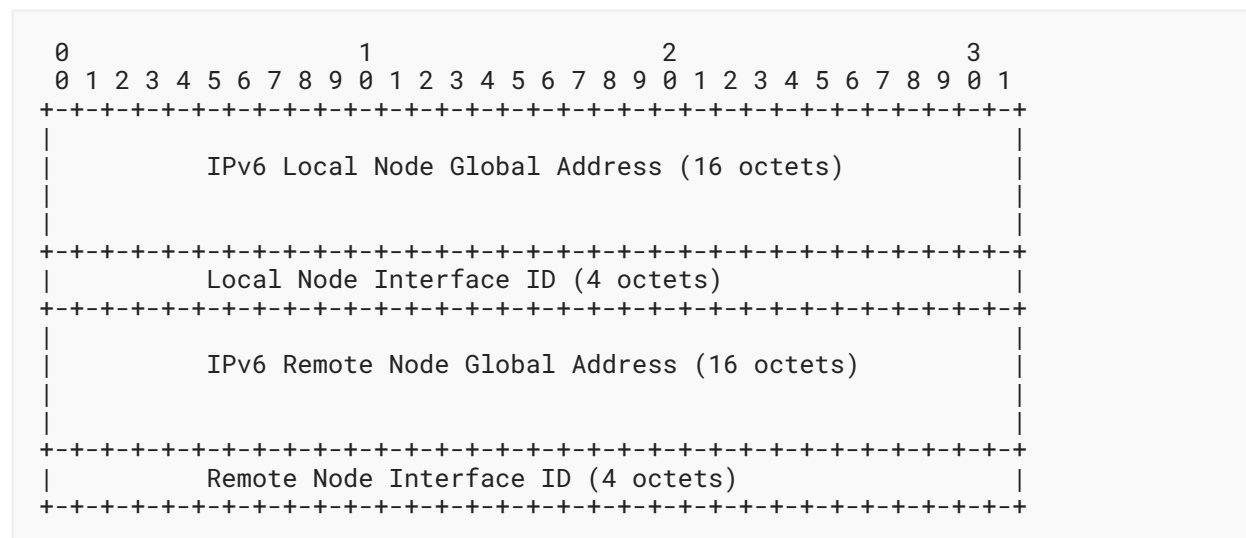 0                   1                   2                   3
 0 1 2 3 4 5 6 7 8 9 0 1 2 3 4 5 6 7 8 9 0 1 2 3 4 5 6 7 8 9 0 1
+-+-+-+-+-+-+-+-+-+-+-+-+-+-+-+-+-+-+-+-+-+-+-+-+-+-+-+-+-+-+-+-+
|                                                               |
|          IPv6 Local Node Global Address (16 octets)           |
|                                                               |
|                                                               |
+-+-+-+-+-+-+-+-+-+-+-+-+-+-+-+-+-+-+-+-+-+-+-+-+-+-+-+-+-+-+-+-+
|          Local Node Interface ID (4 octets)                   |
+-+-+-+-+-+-+-+-+-+-+-+-+-+-+-+-+-+-+-+-+-+-+-+-+-+-+-+-+-+-+-+-+
|                                                               |
|          IPv6 Remote Node Global Address (16 octets)          |
|                                                               |
|                                                               |
+-+-+-+-+-+-+-+-+-+-+-+-+-+-+-+-+-+-+-+-+-+-+-+-+-+-+-+-+-+-+-+-+
|          Remote Node Interface ID (4 octets)                  |
+-+-+-+-+-+-+-+-+-+-+-+-+-+-+-+-+-+-+-+-+-+-+-+-+-+-+-+-+-+-+-+-+